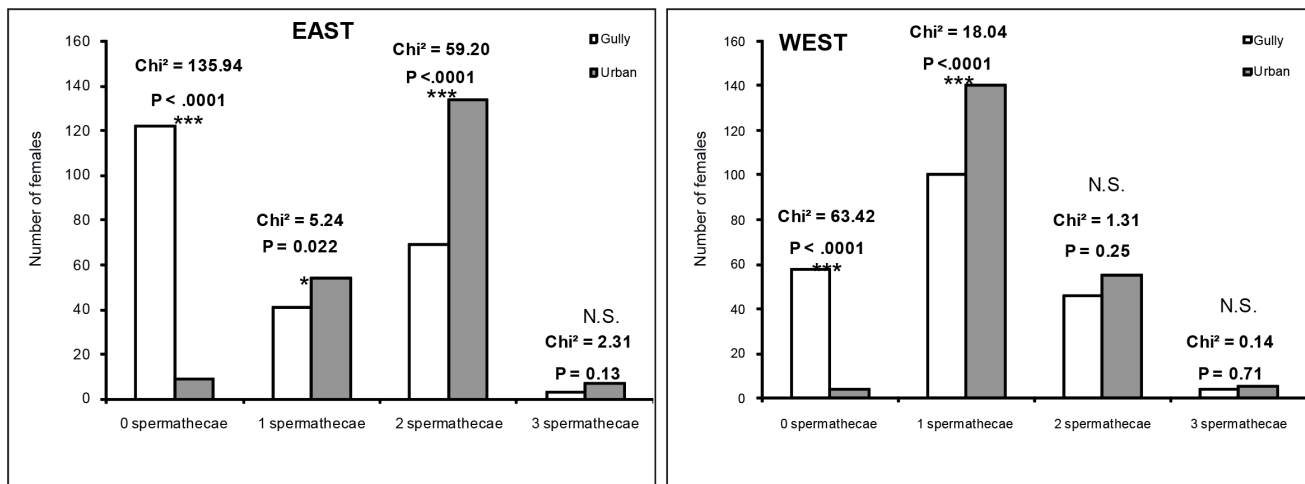 EAST
Gully
Urban
Number of females
160
140
120
100
80
60
40
20
0
Chi² = 135.94
P < .0001
***
Chi² = 5.24
P = 0.022
*
Chi² = 59.20
P <.0001
***
N.S.
Chi² = 2.31
P = 0.13
0 spermathecae
1 spermathecae
2 spermathecae
3 spermathecae
WEST
Gully
Urban
Number of females
160
140
120
100
80
60
40
20
0
Chi² = 63.42
P < .0001
***
Chi² = 18.04
P <.0001
***
N.S.
Chi² = 1.31
P = 0.25
N.S.
Chi² = 0.14
P = 0.71
0 spermathecae
1 spermathecae
2 spermathecae
3 spermathecae